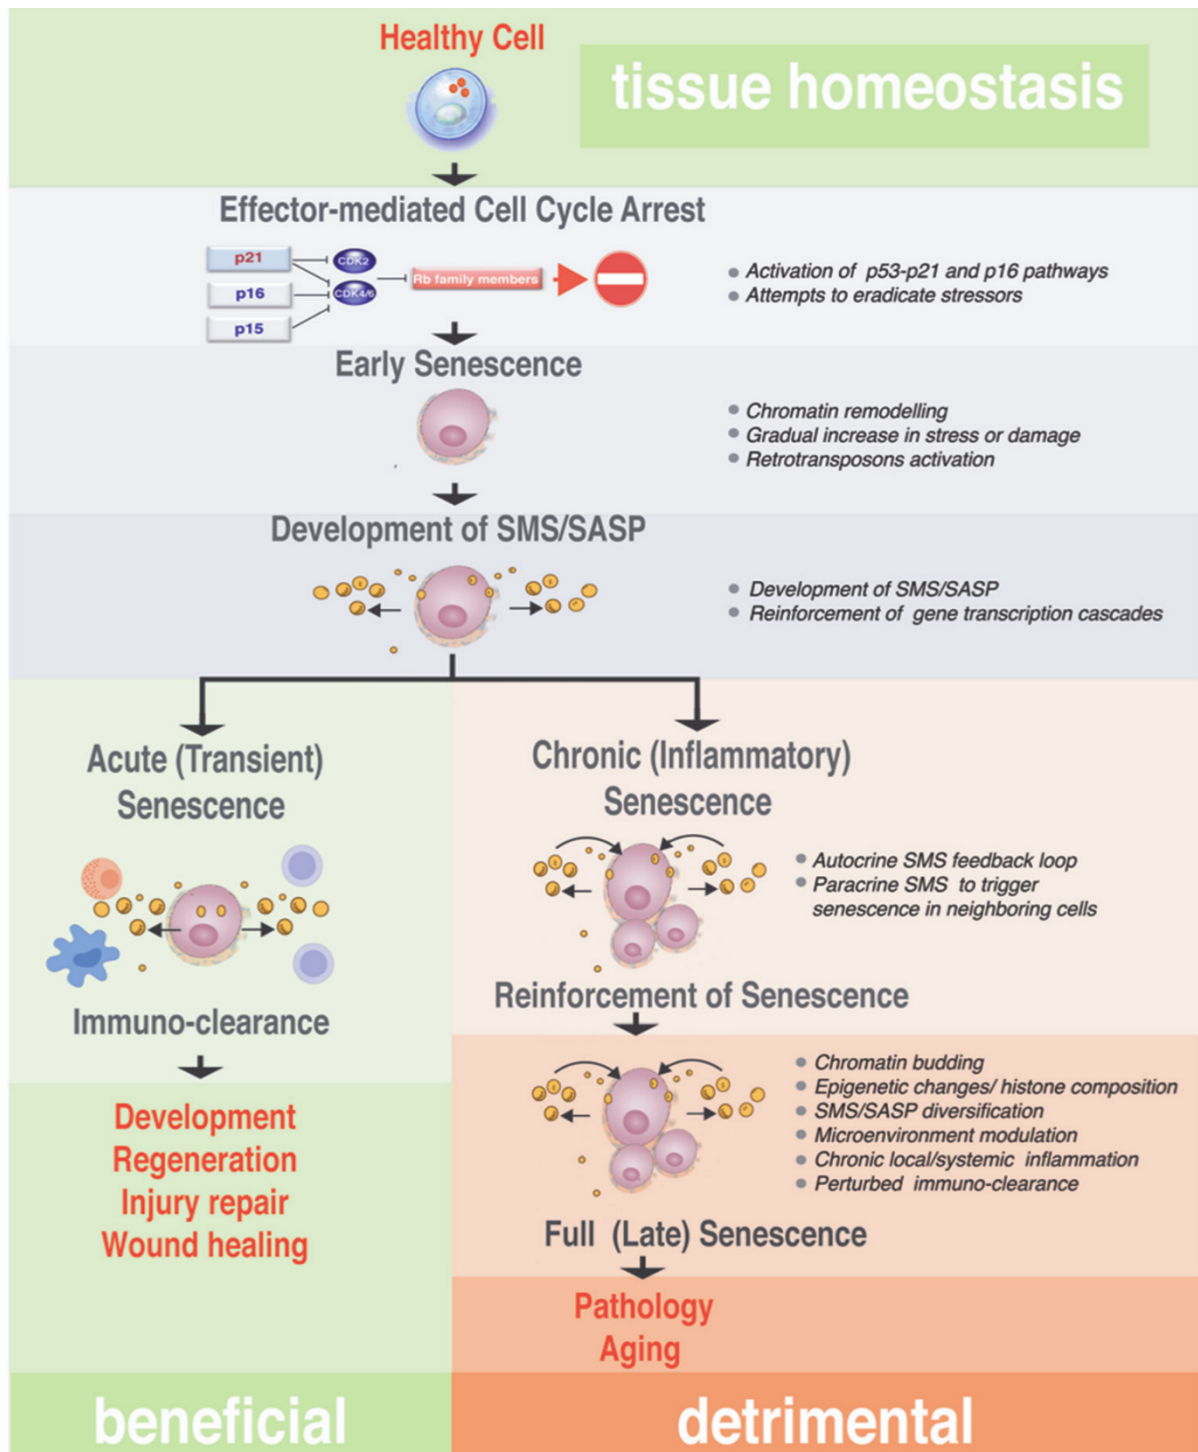 Healthy Cell
tissue homeostasis
Effector-mediated Cell Cycle Arrest
p21
CDK2
p16
CDK4/6
Rb family members
p15
● Activation of p53-p21 and p16 pathways
● Attempts to eradicate stressors
Early Senescence
● Chromatin remodelling
● Gradual increase in stress or damage
● Retrotransposons activation
Development of SMS/SASP
● Development of SMS/SASP
● Reinforcement of gene transcription cascades
Acute (Transient)
Senescence
Immuno-clearance
Development
Regeneration
Injury repair
Wound healing
beneficial
Chronic (Inflammatory)
Senescence
● Autocrine SMS feedback loop
● Paracrine SMS to trigger
senescence in neighboring cells
Reinforcement of Senescence
● Chromatin budding
● Epigenetic changes/ histone composition
● SMS/SASP diversification
● Microenvironment modulation
● Chronic local/systemic inflammation
● Perturbed immuno-clearance
Full (Late) Senescence
Pathology
Aging
detrimental